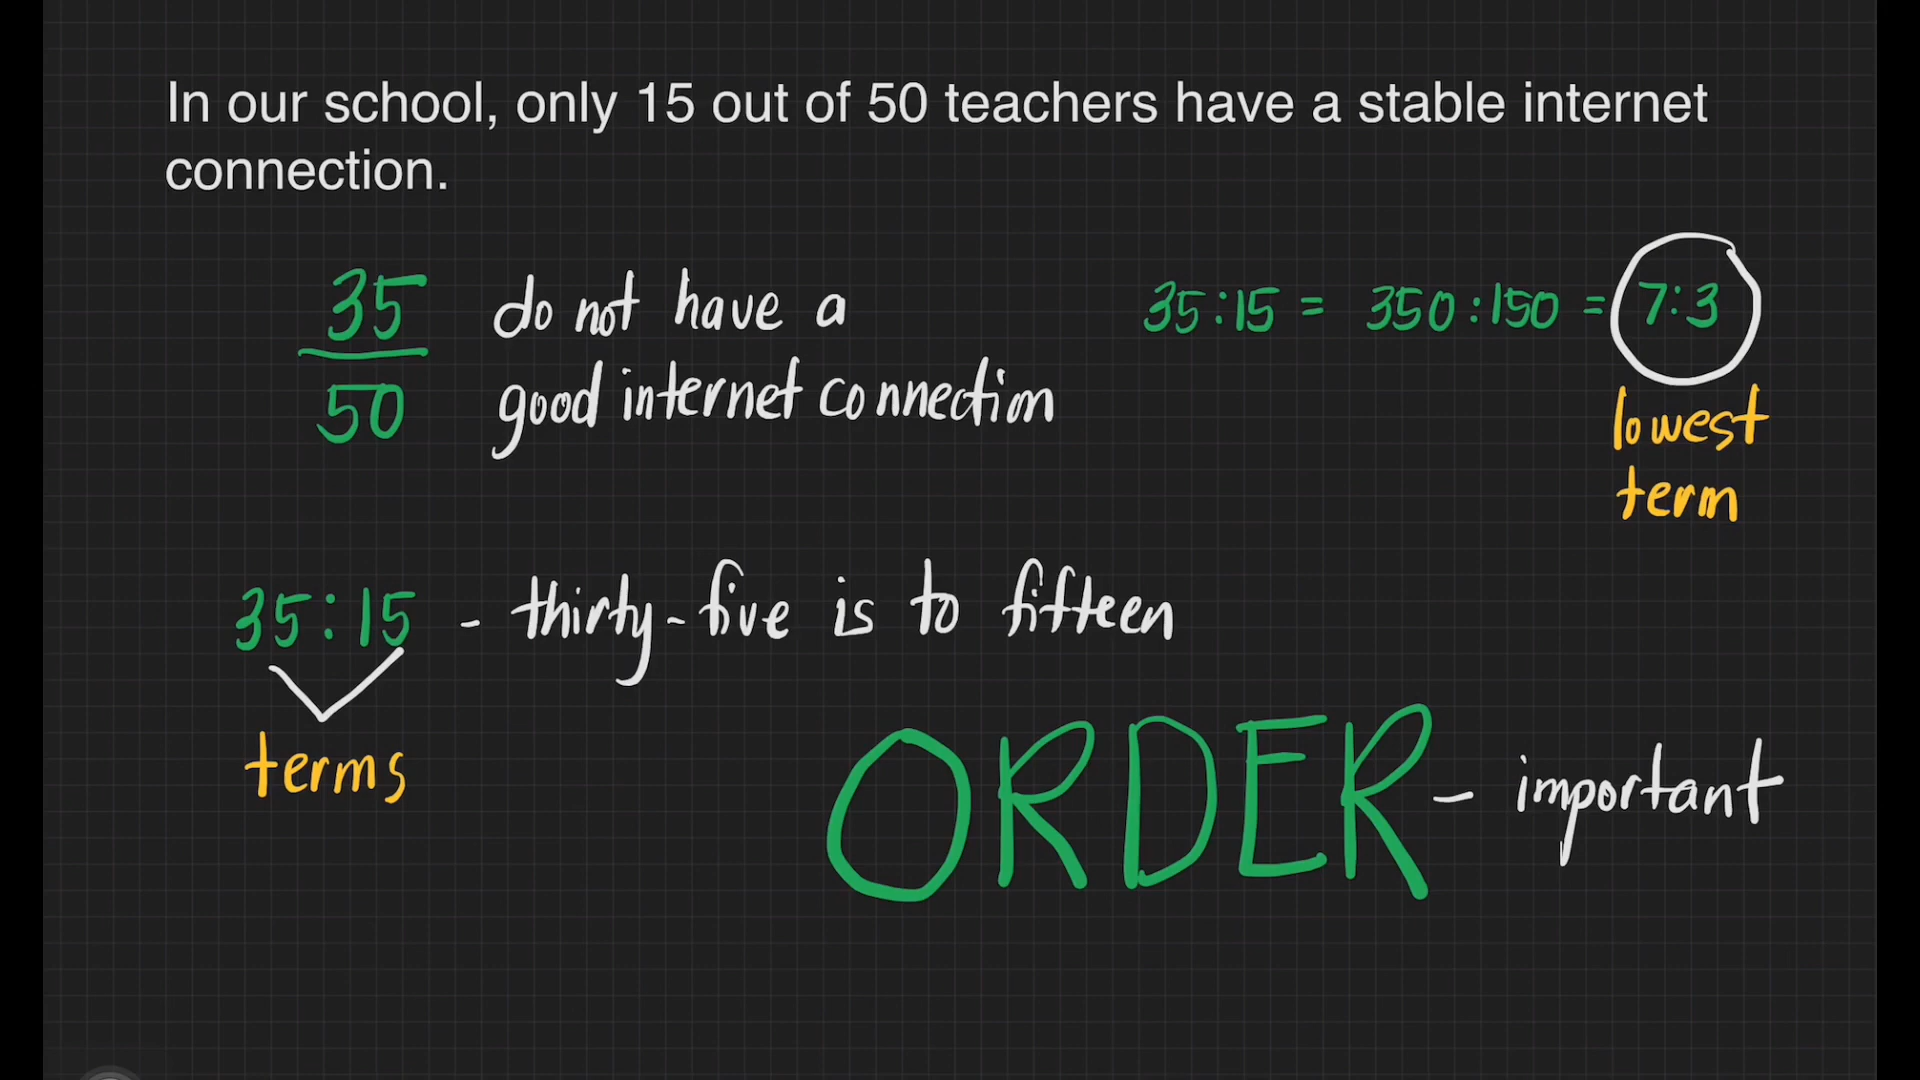 In our school, only 15 out of 50 teachers have a stable internet
connection.
35
50
do not have a
good internet connection
35:15 = 350:150 = 7:3
lowest
term
35:15 - thirty-five is to fifteen
terms
ORDER - important